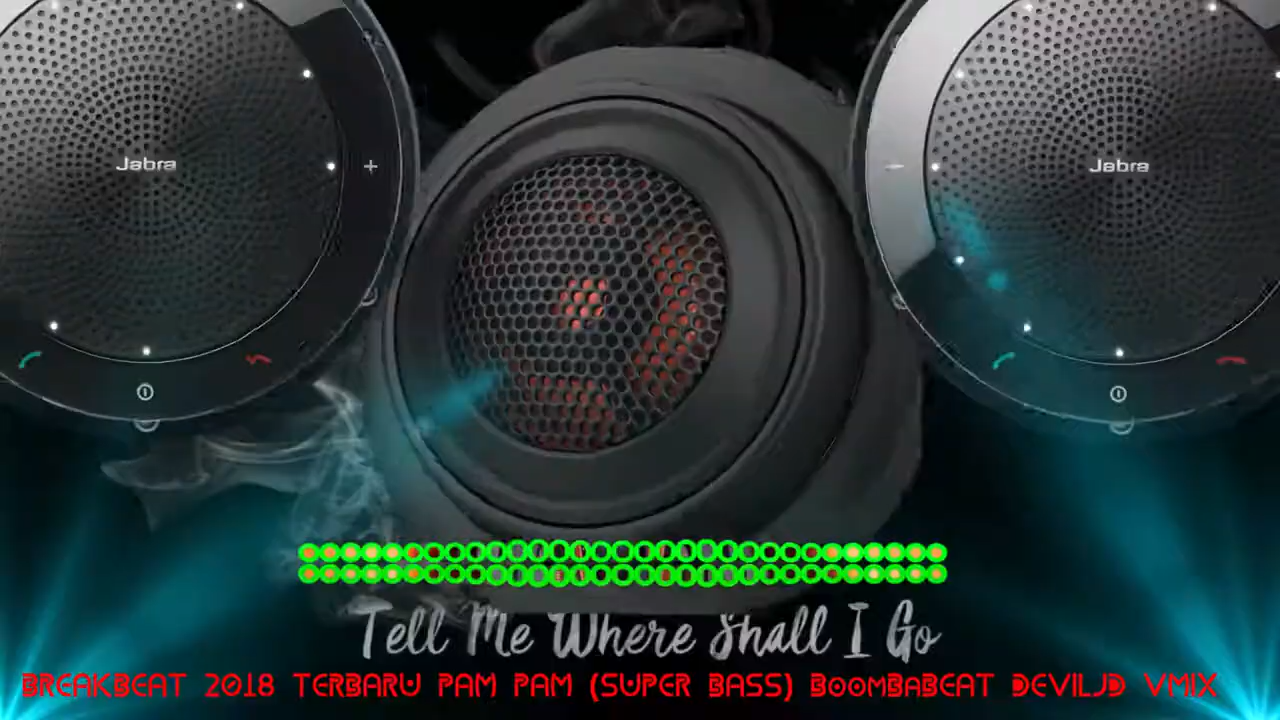 Jabra
Jabra
Tell Me Where Shall I Go
BREAKBEAT 2018 TERBARU PAM PAM (SUPER BASS) BOOMBABEAT DEVILJD VMIX